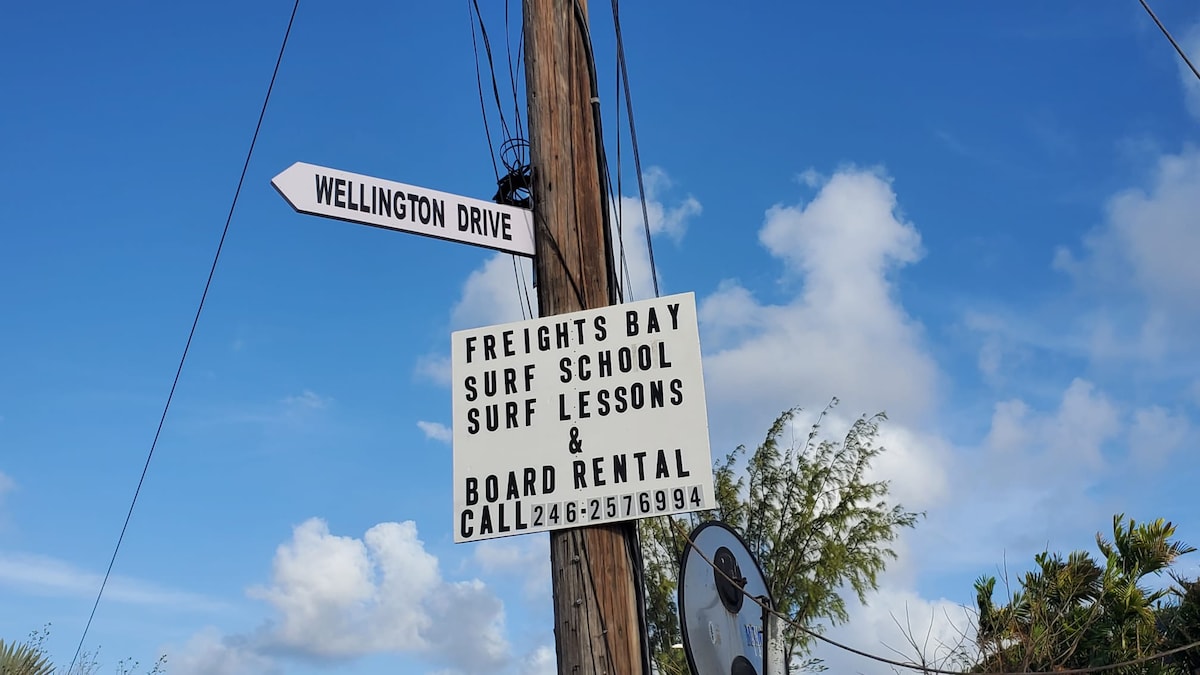 WELLINGTON DRIVE
FREIGHTS BAY
SURF SCHOOL
SURF LESSONS
&
BOARD RENTAL
CALL 246-2576994